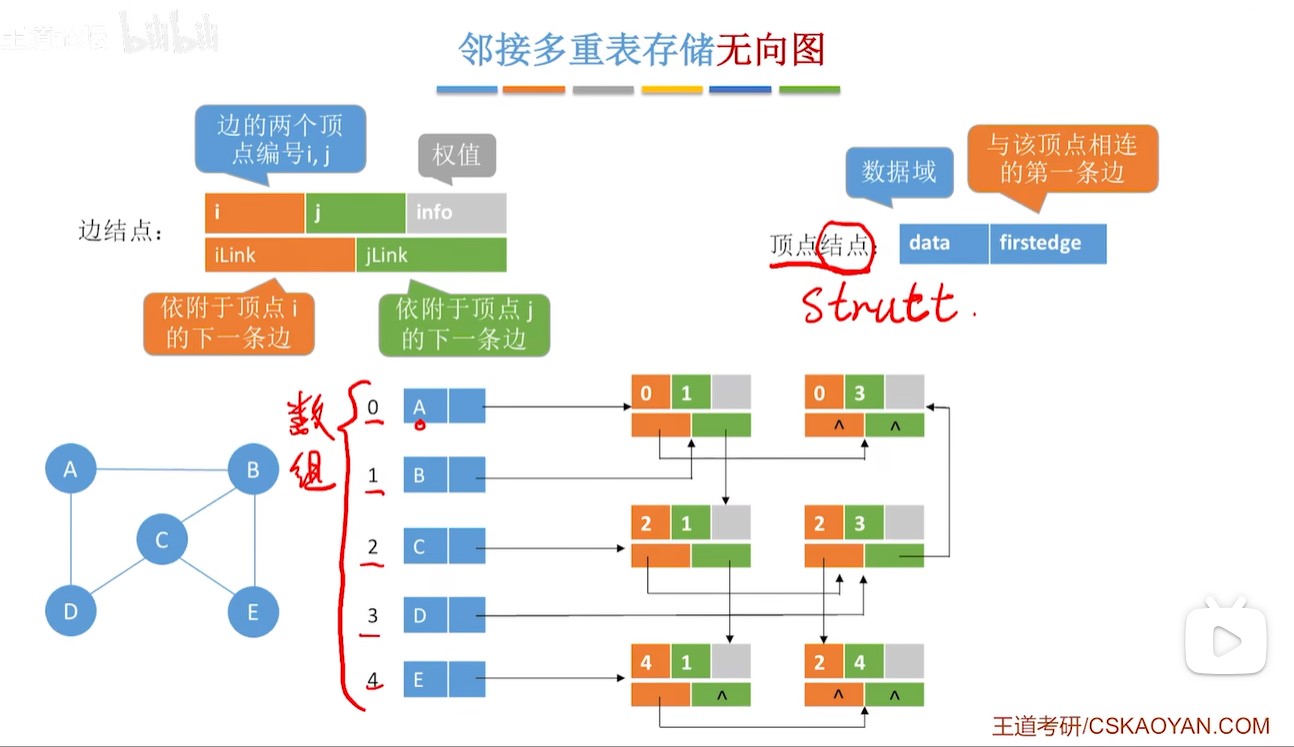 bilibili
邻接多重表存储无向图
边的两个顶
点编号i, j
权值
边结点：
i j info
iLink jLink
依附于顶点 i
的下一条边
依附于顶点 j
的下一条边
数据域
与该顶点相连
的第一条边
顶点结点：
data firstedge
Strutt.
数
组
A B
C
D E
0 A
1 B
2 C
3 D
4 E
0 1
0 3
^ ^
2 1
2 3
4 1
^
2 4
^ ^
王道考研/CSKAOYAN.COM